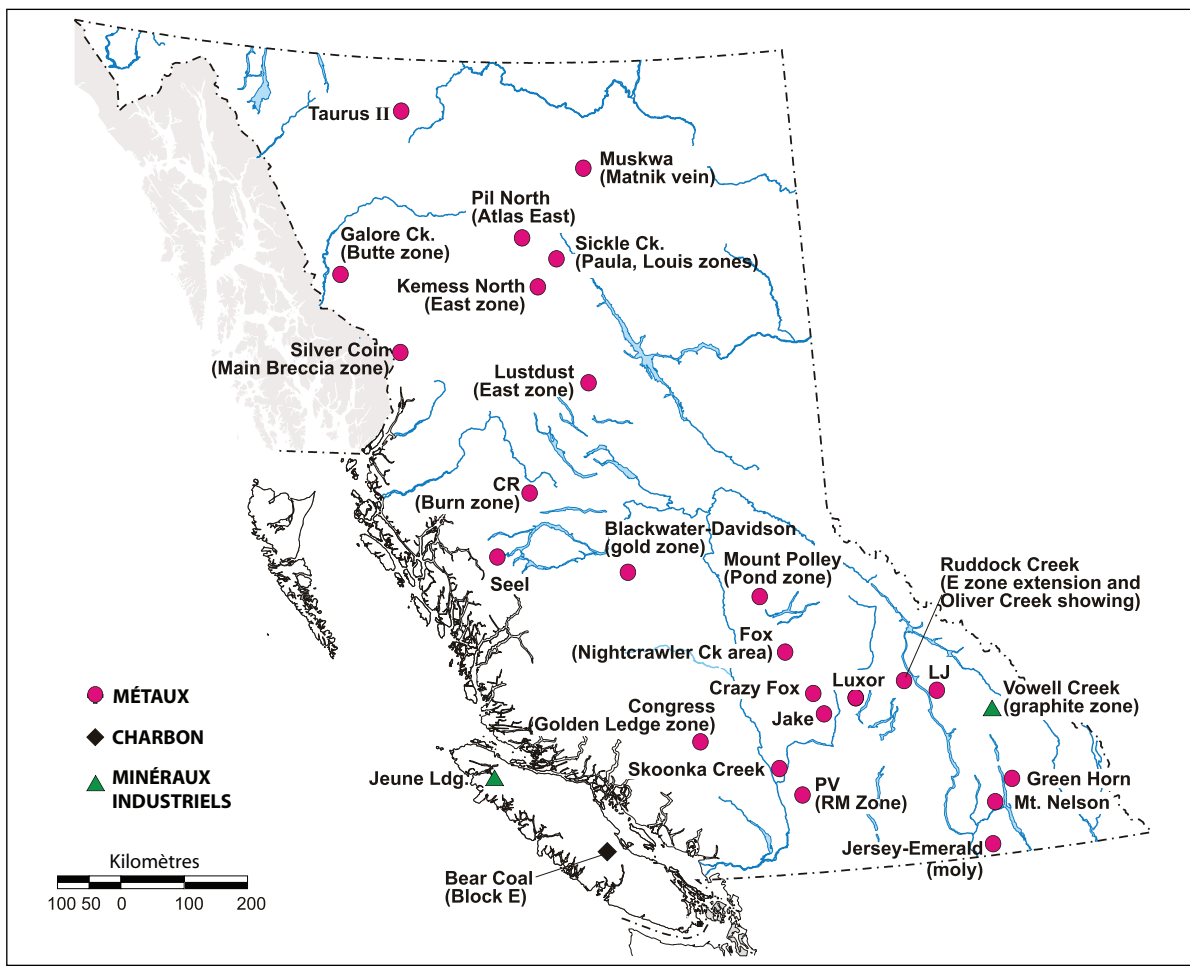 Taurus II
Muskwa
(Matnik vein)
Pil North
(Atlas East)
Galore Ck.
(Butte zone)
Sickle Ck.
(Paula, Louis zones)
Kemess North
(East zone)
Silver Coin
(Main Breccia zone)
Lustdust
(East zone)
CR
(Burn zone)
Blackwater-Davidson
(gold zone)
Seel
Mount Polley
(Pond zone)
Ruddock Creek
(E zone extension and
Oliver Creek showing)
Fox
(Nightcrawler Ck area)
Crazy Fox
Luxor
LJ
Vowell Creek
(graphite zone)
Congress
(Golden Ledge zone)
Jake
Skoonka Creek
PV
(RM Zone)
Green Horn
Mt. Nelson
Jersey-Emerald
(moly)
Jeune Ldg.
Bear Coal
(Block E)
MÉTAUX
CHARBON
MINÉRAUX
INDUSTRIELS
Kilomètres
100 50 0 100 200